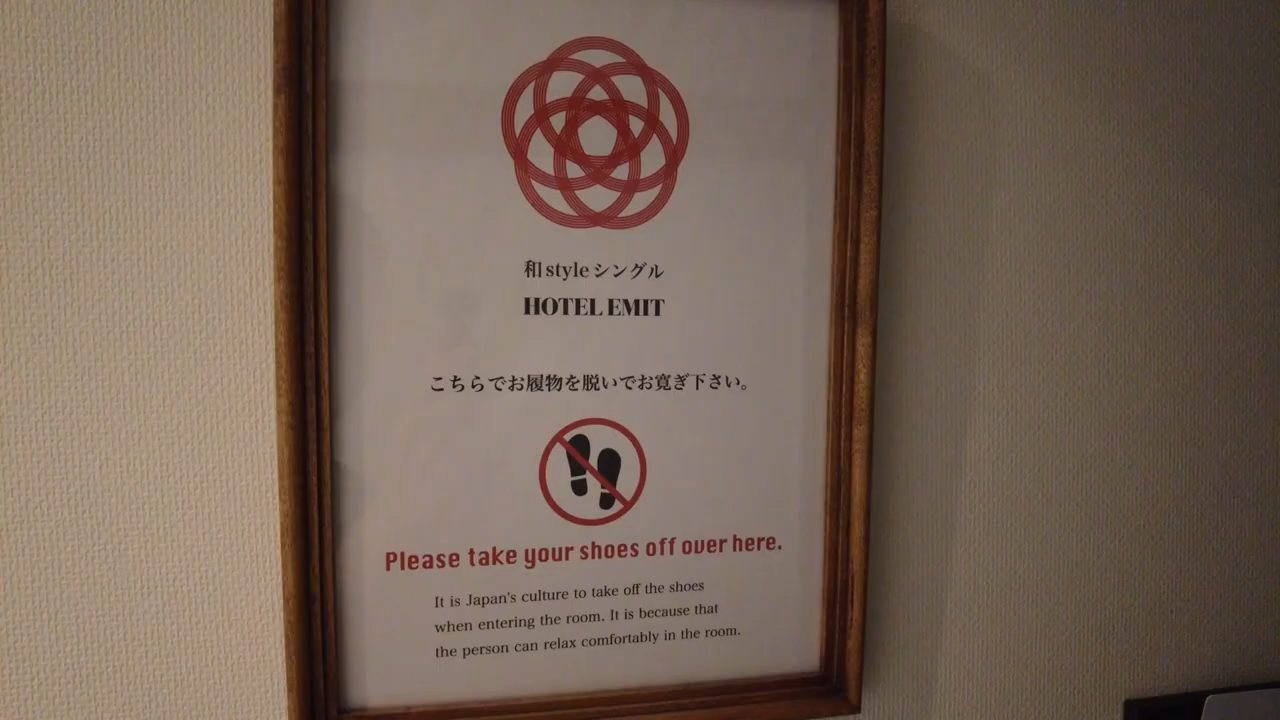 和styleシングル
HOTEL EMIT
こちらでお履物を脱いでお寛ぎ下さい。
Please take your shoes off over here.
It is Japan's culture to take off the shoes
when entering the room. It is because that
the person can relax comfortably in the room.